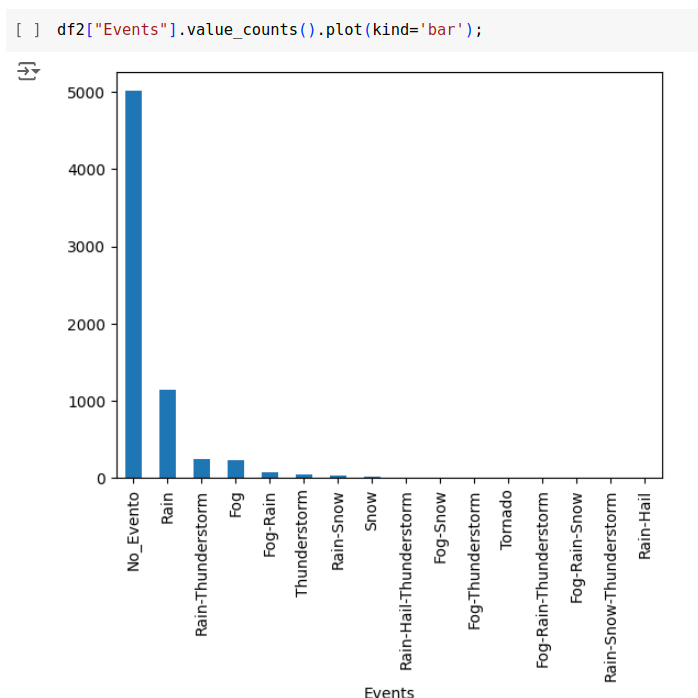 [ ] df2["Events"].value_counts().plot(kind='bar');
5000
4000
3000
2000
1000
0
No_Evento
Rain
Rain-Thunderstorm
Fog
Fog-Rain
Thunderstorm
Rain-Snow
Snow
Rain-Hail-Thunderstorm
Fog-Snow
Fog-Thunderstorm
Tornado
Fog-Rain-Thunderstorm
Fog-Rain-Snow
Rain-Snow-Thunderstorm
Rain-Hail
Events